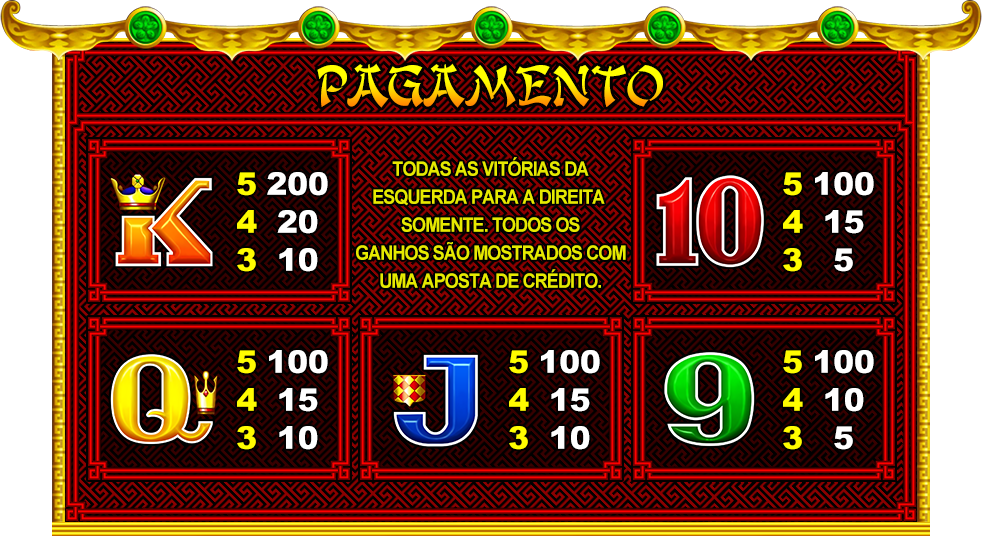 PAGAMENTO
K
5 200
4 20
3 10
TODAS AS VITÓRIAS DA
ESQUERDA PARA A DIREITA
SOMENTE. TODOS OS
GANHOS SÃO MOSTRADOS COM
UMA APOSTA DE CRÉDITO.
10
5 100
4 15
3 5
Q
5 100
4 15
3 10
J
5 100
4 15
3 10
9
5 100
4 10
3 5